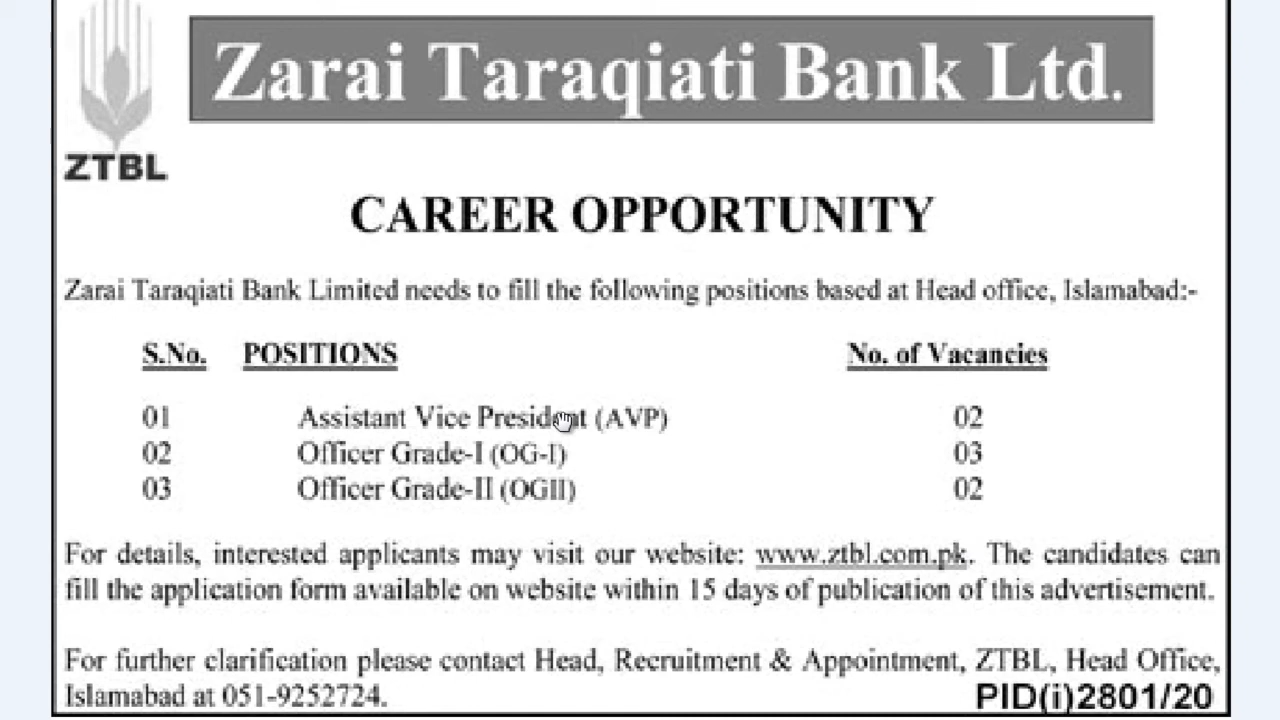 Zarai Taraqiati Bank Ltd.
ZTBL
CAREER OPPORTUNITY
Zarai Taraqiati Bank Limited needs to fill the following positions based at Head office, Islamabad:-
S.No. POSITIONS No. of Vacancies
01 Assistant Vice President (AVP) 02
02 Officer Grade-I (OG-I) 03
03 Officer Grade-II (OGII) 02
For details, interested applicants may visit our website: www.ztbl.com.pk. The candidates can
fill the application form available on website within 15 days of publication of this advertisement.
For further clarification please contact Head, Recruitment & Appointment, ZTBL, Head Office,
Islamabad at 051-9252724.
PID(i)2801/20